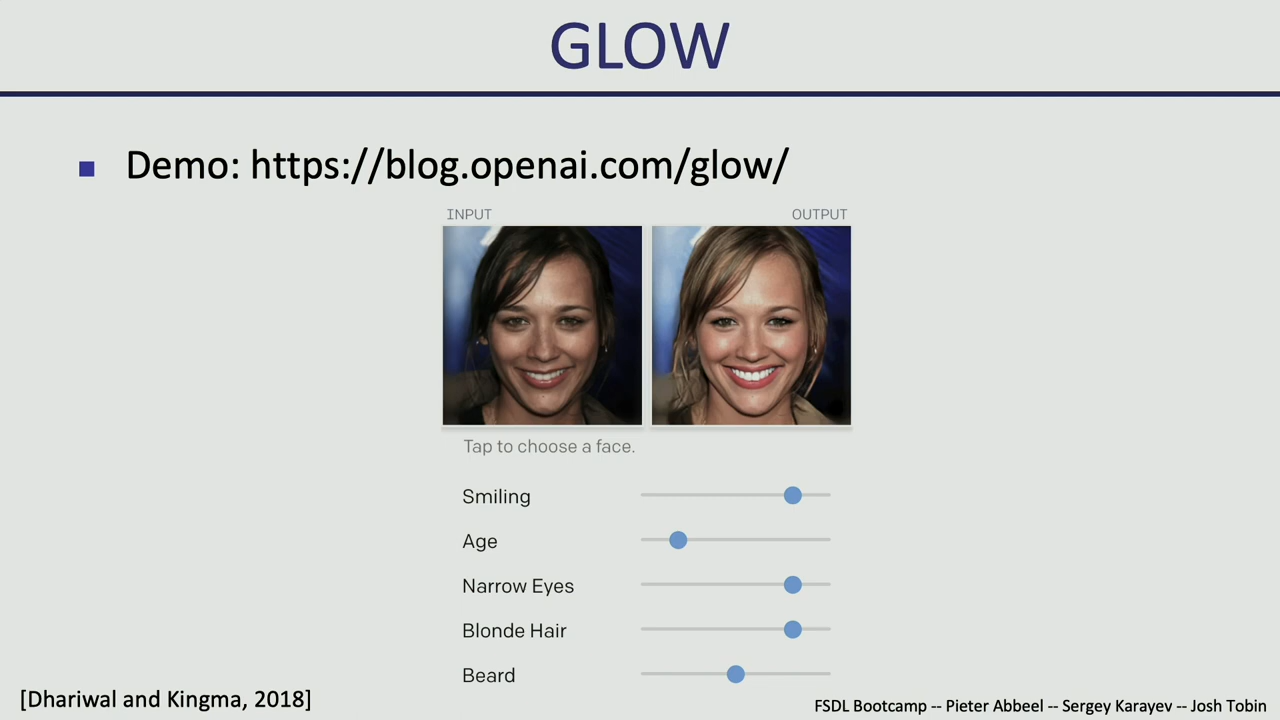 GLOW
Demo: https://blog.openai.com/glow/
INPUT
OUTPUT
Tap to choose a face.
Smiling
Age
Narrow Eyes
Blonde Hair
Beard
[Dhariwal and Kingma, 2018]
FSDL Bootcamp -- Pieter Abbeel -- Sergey Karayev -- Josh Tobin